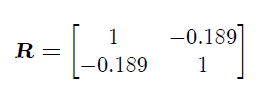 R = [ 1 -0.189
-0.189 1 ]